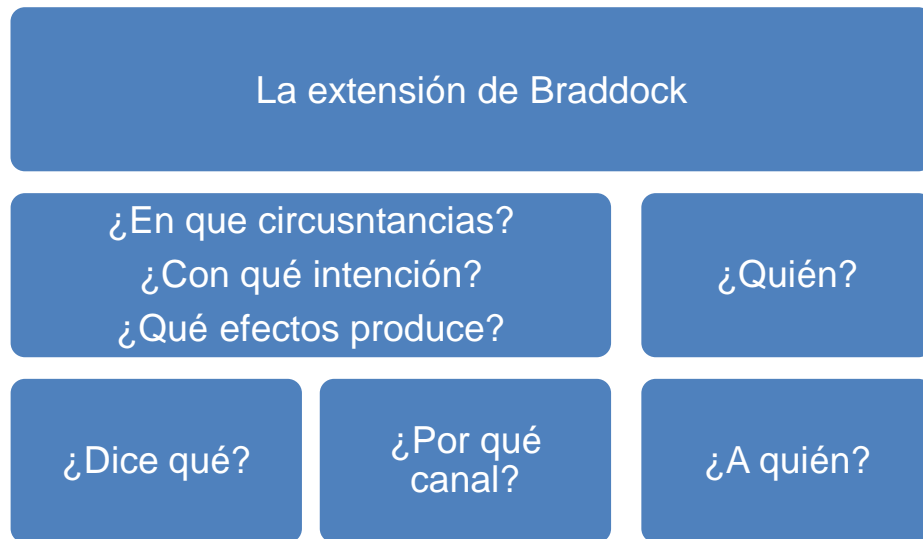 La extensión de Braddock
¿En que circusntancias?
¿Con qué intención?
¿Qué efectos produce?
¿Quién?
¿Dice qué?
¿Por qué
canal?
¿A quién?